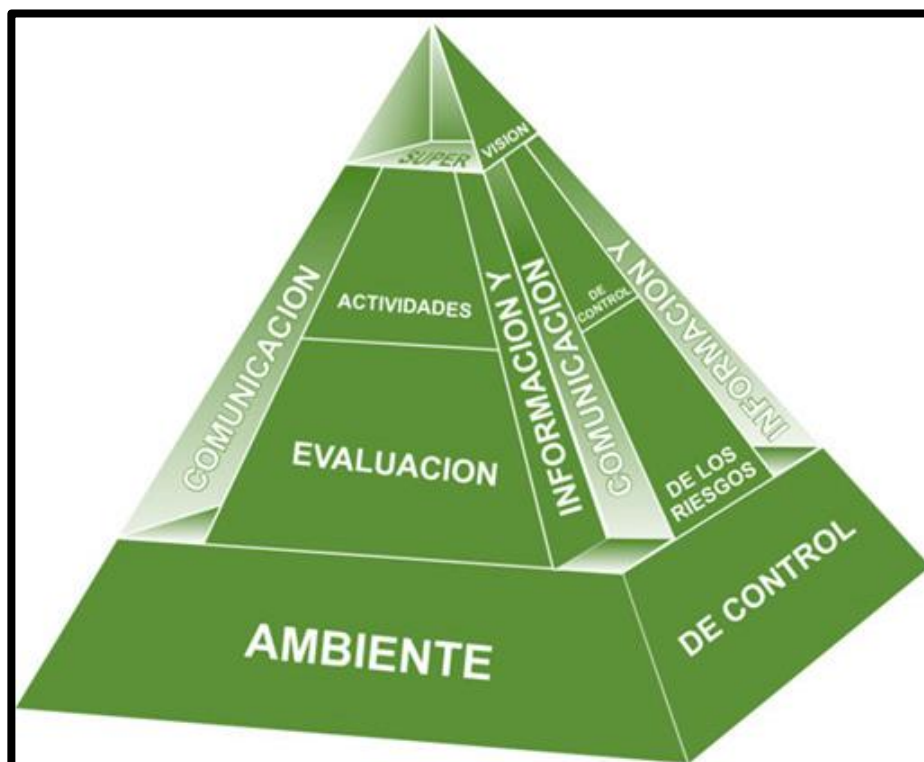 SUPER
VISION
ACTIVIDADES
DE
CONTROL
EVALUACION
DE LOS
RIESGOS
COMUNICACION
INFORMACION Y
COMUNICACION
INFORMACION Y
AMBIENTE
DE CONTROL